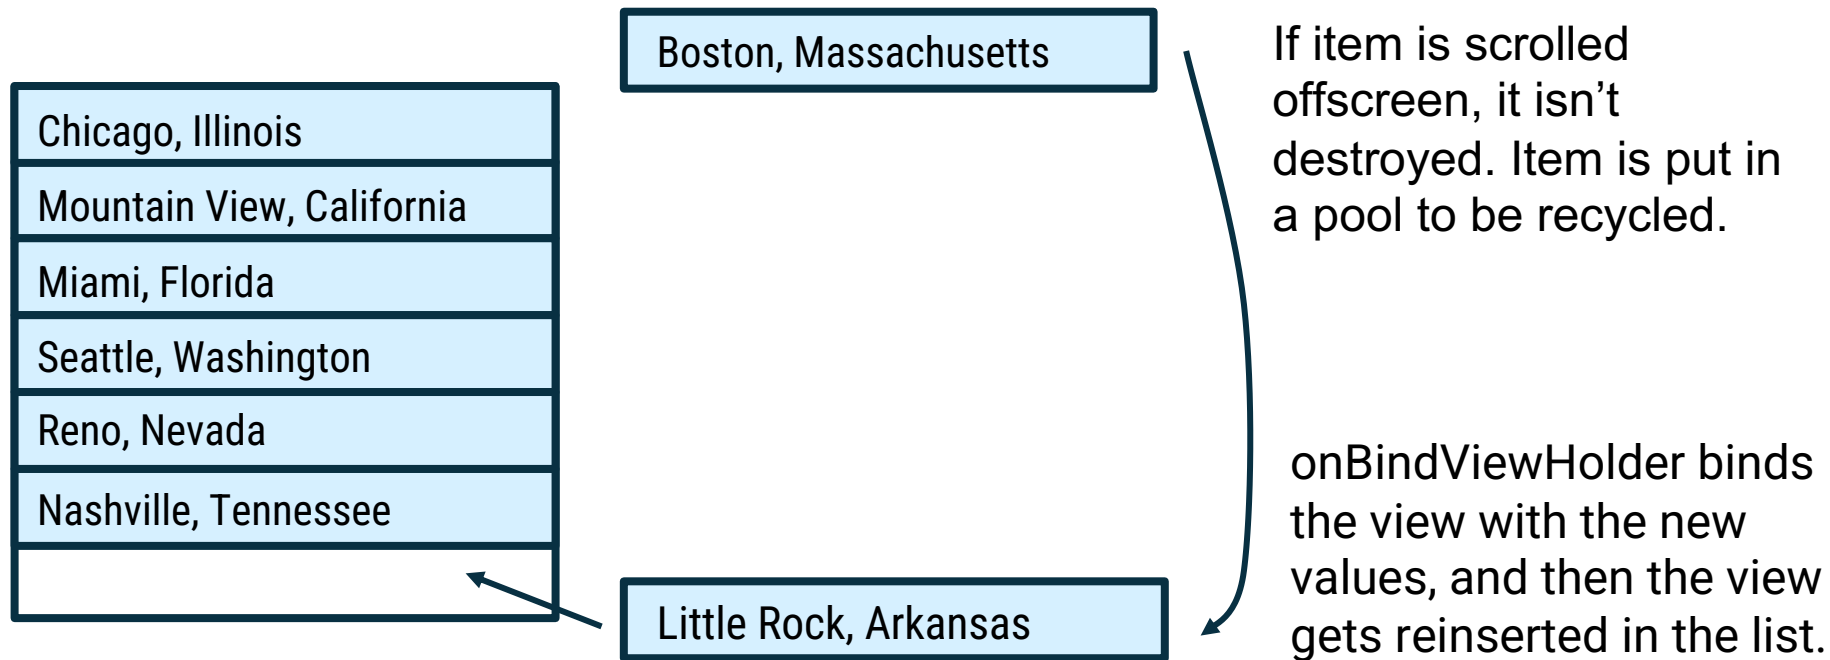 Boston, Massachusetts
If item is scrolled
offscreen, it isn’t
destroyed. Item is put in
a pool to be recycled.
Chicago, Illinois
Mountain View, California
Miami, Florida
Seattle, Washington
Reno, Nevada
Nashville, Tennessee
Little Rock, Arkansas
onBindViewHolder binds
the view with the new
values, and then the view
gets reinserted in the list.